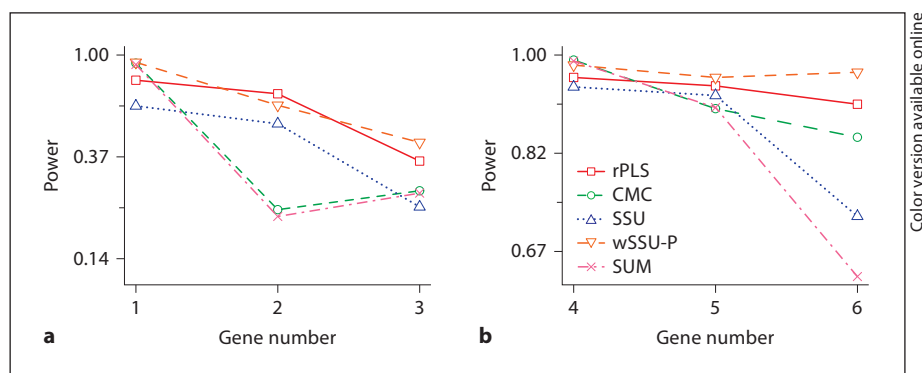 1.00
0.37
0.14
Power
1 2 3
Gene number
a
1.00
0.82
0.67
Power
rPLS
CMC
SSU
wSSU-P
SUM
4 5 6
Gene number
b
Color version available online